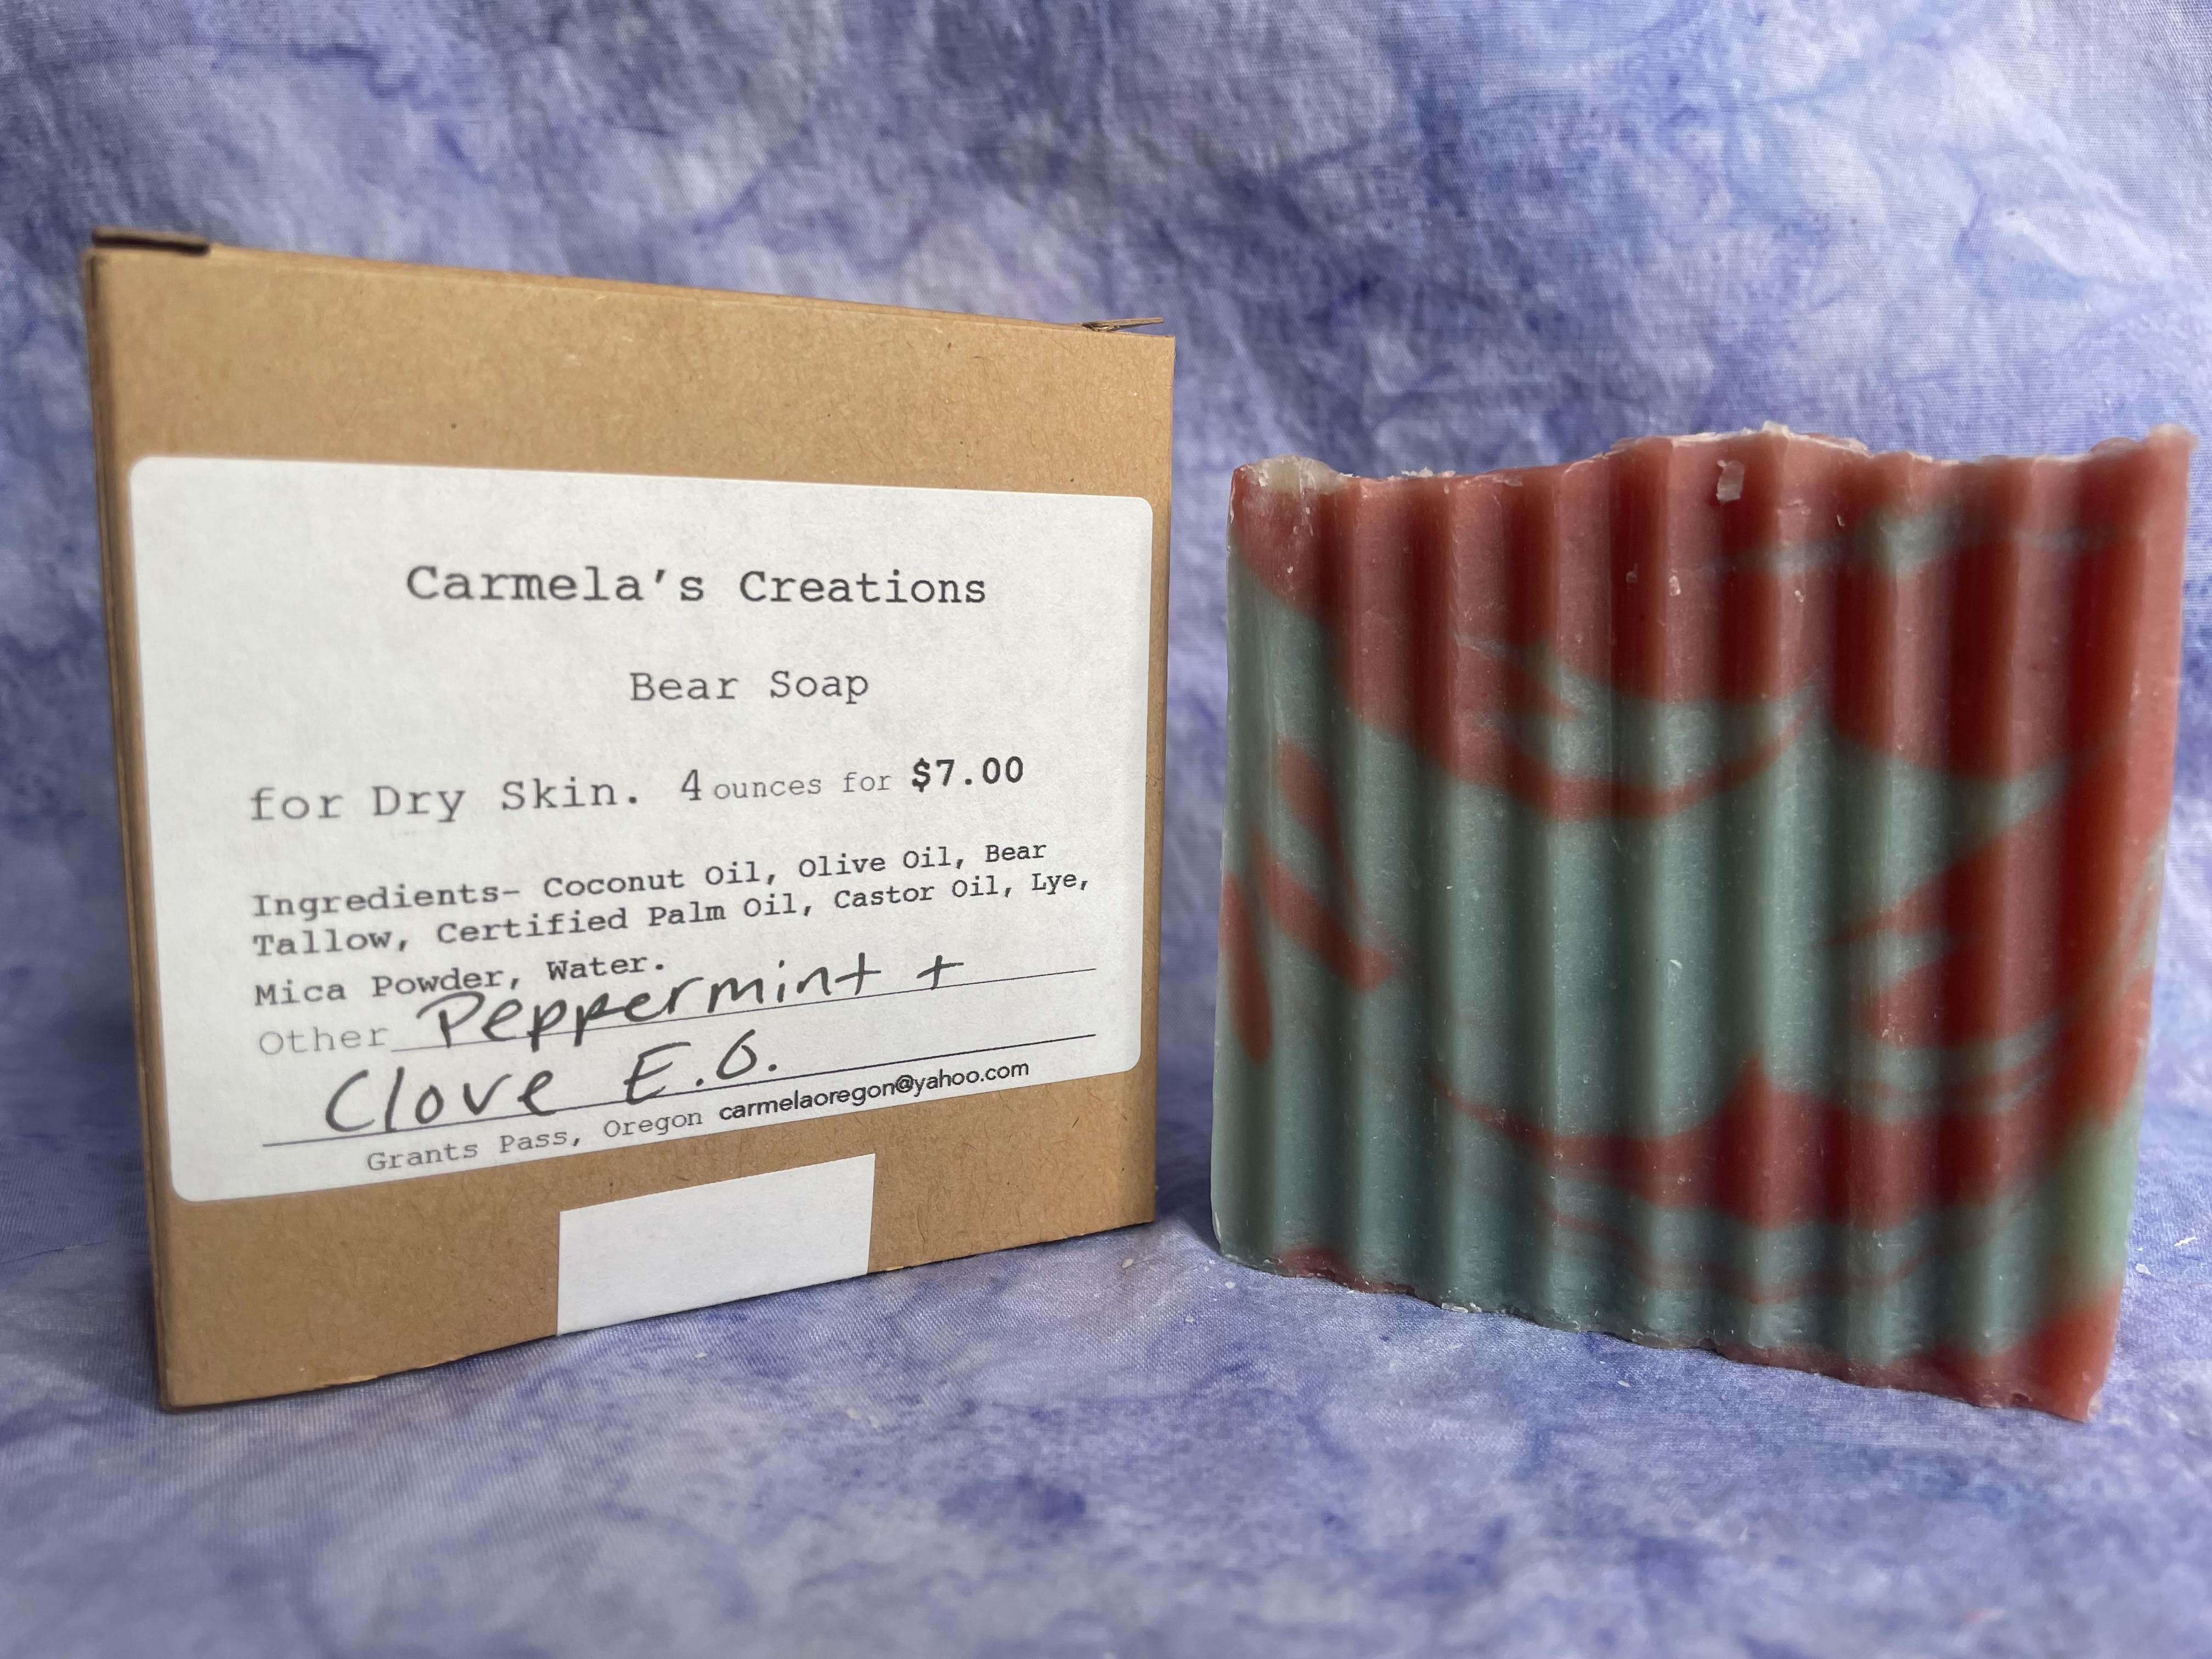 Carmela's Creations
Bear Soap
for Dry Skin. 4 ounces for $7.00
Ingredients- Coconut Oil, Olive Oil, Bear
Tallow, Certified Palm Oil, Castor Oil, Lye,
Mica Powder, Water.
Other Peppermint +
Clove E.O.
Grants Pass, Oregon carmelaoregon@yahoo.com